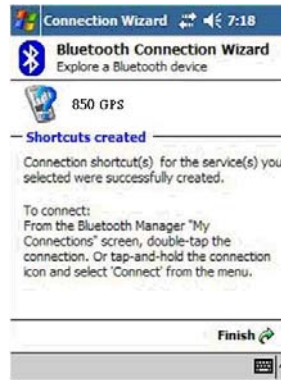 Connection Wizard 7:18
Bluetooth Connection Wizard
Explore a Bluetooth device
850 GPS
Shortcuts created
Connection shortcut(s) for the service(s) you
selected were successfully created.
To connect:
From the Bluetooth Manager "My
Connections" screen, double-tap the
connection. Or tap-and-hold the connection
icon and select 'Connect' from the menu.
Finish